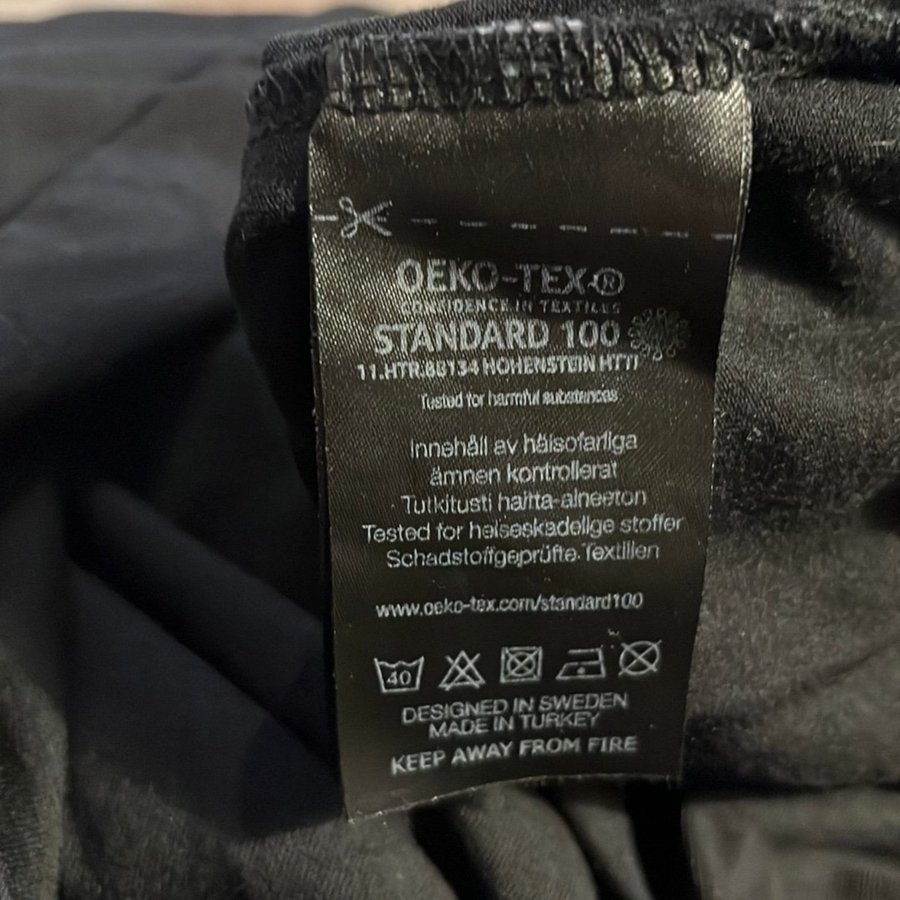 OEKO-TEX®
CONFIDENCE IN TEXTILES
STANDARD 100
11.HTR.88134 HOHENSTEIN HTTI
Tested for harmful substances
Innehåll av hälsofarliga
ämnen kontrollerat
Tutkitusti haitta-aineeton
Tested for helseskadelige stoffer
Schadstoffgeprüfte Textilien
www.oeko-tex.com/standard100
40
DESIGNED IN SWEDEN
MADE IN TURKEY
KEEP AWAY FROM FIRE